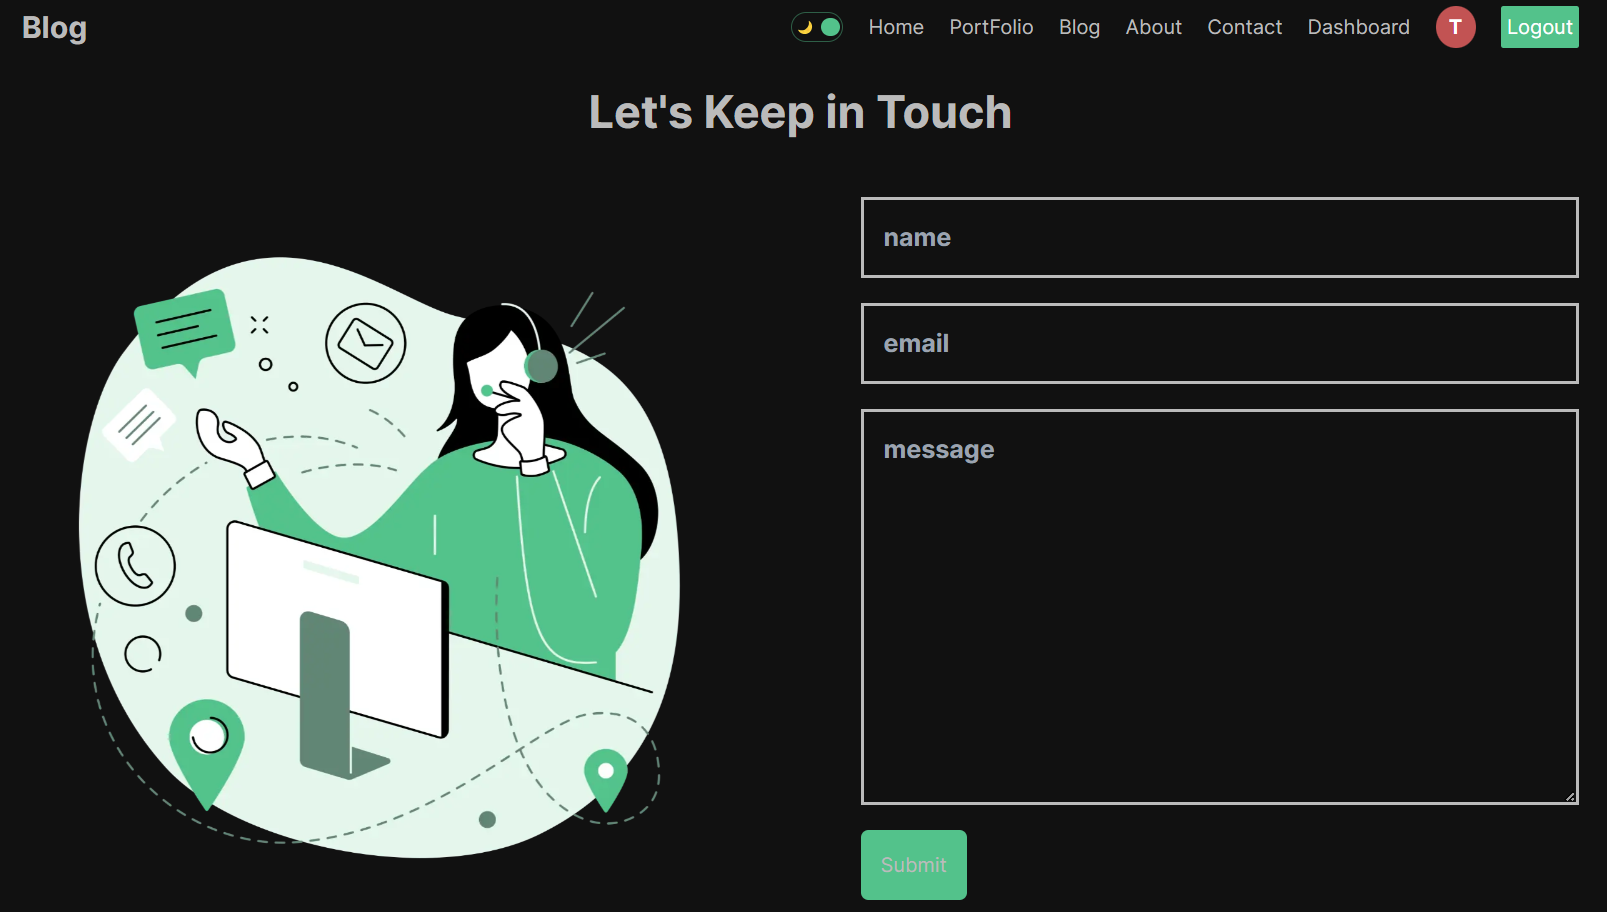 Blog
Home PortFolio Blog About Contact Dashboard T Logout
Let's Keep in Touch
name
email
message
Submit